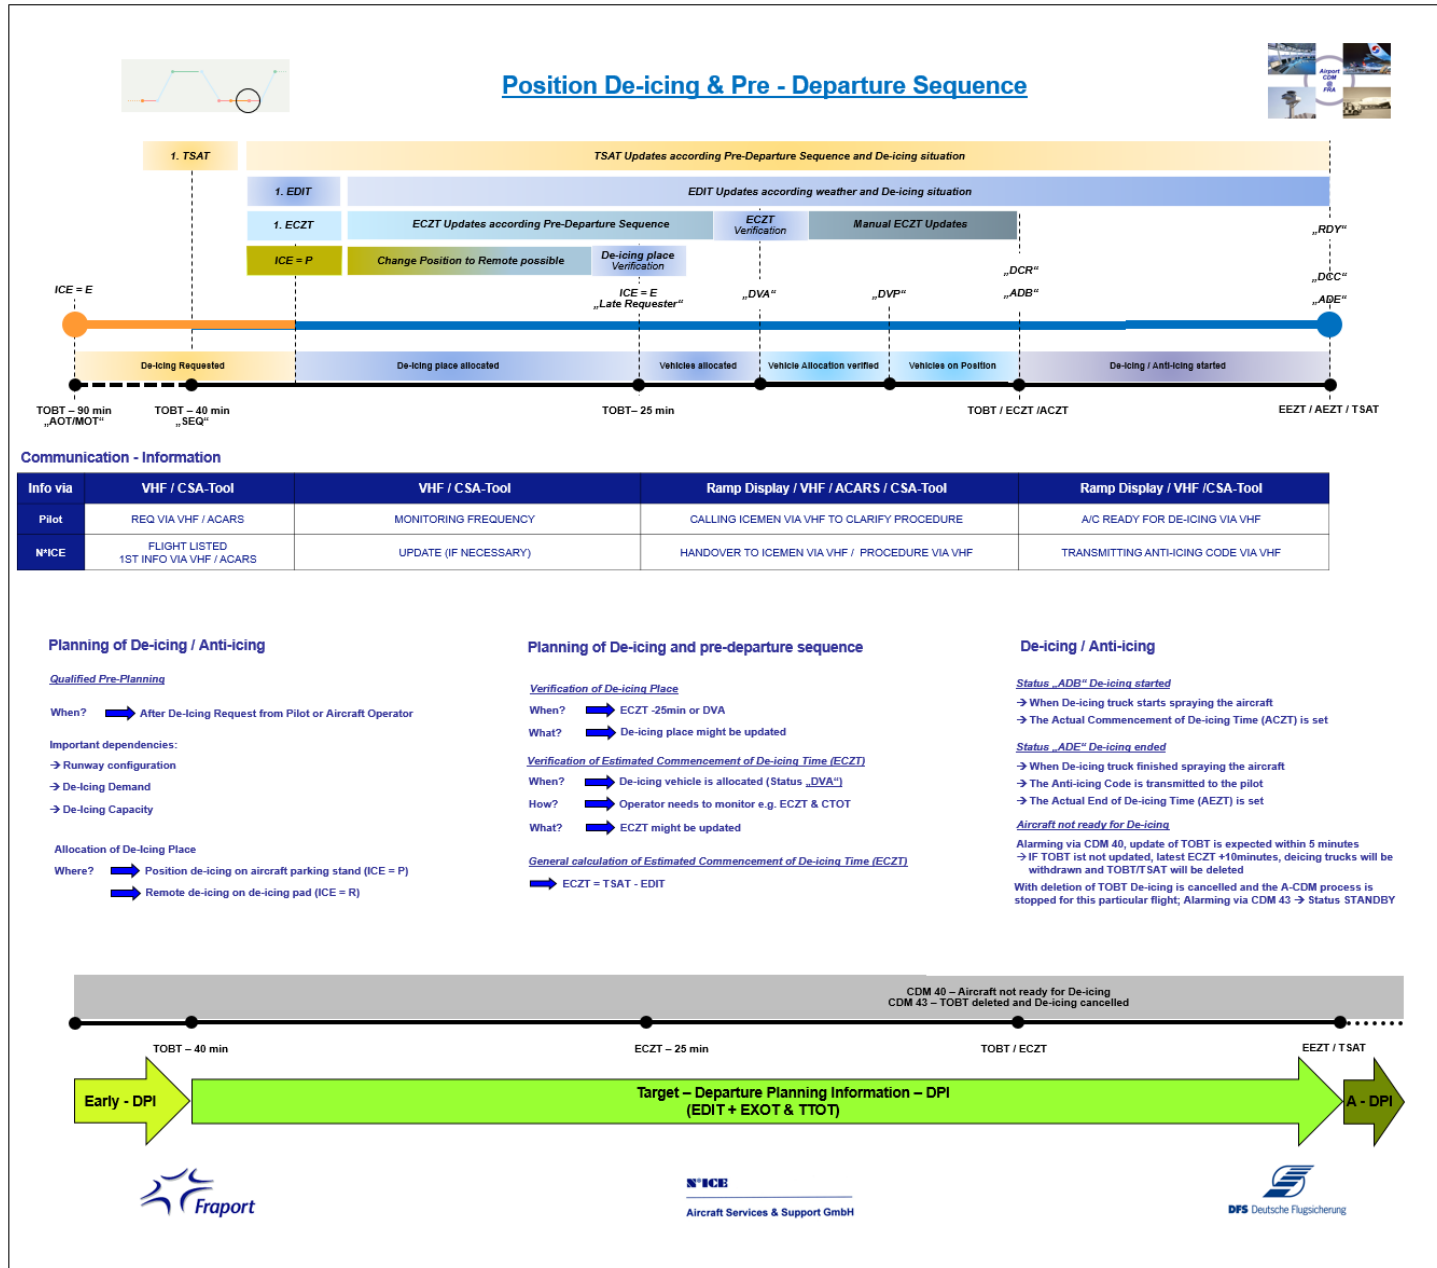 Position De-icing & Pre - Departure Sequence
Airport
CDM
@
FRA
1. TSAT
TSAT Updates according Pre-Departure Sequence and De-icing situation
1. EDIT
EDIT Updates according weather and De-icing situation
1. ECZT
ECZT Updates according Pre-Departure Sequence
ECZT
Verification
Manual ECZT Updates
„RDY“
ICE = P
Change Position to Remote possible
De-icing place
Verification
„DCR“
„DCC“
ICE = E
ICE = E
„Late Requester“
„DVA“
„DVP“
„ADB“
„ADE“
De-Icing Requested
De-icing place allocated
Vehicles allocated
Vehicle Allocation verified
Vehicles on Position
De-icing / Anti-icing started
TOBT – 90 min
„AOT/MOT“
TOBT – 40 min
„SEQ“
TOBT– 25 min
TOBT / ECZT /ACZT
EEZT / AEZT / TSAT
Communication - Information
Info via
VHF / CSA-Tool
VHF / CSA-Tool
Ramp Display / VHF / ACARS / CSA-Tool
Ramp Display / VHF /CSA-Tool
Pilot
REQ VIA VHF / ACARS
MONITORING FREQUENCY
CALLING ICEMEN VIA VHF TO CLARIFY PROCEDURE
A/C READY FOR DE-ICING VIA VHF
N*ICE
FLIGHT LISTED
1ST INFO VIA VHF / ACARS
UPDATE (IF NECESSARY)
HANDOVER TO ICEMEN VIA VHF / PROCEDURE VIA VHF
TRANSMITTING ANTI-ICING CODE VIA VHF
Planning of De-icing / Anti-icing
Qualified Pre-Planning
When? After De-Icing Request from Pilot or Aircraft Operator
Important dependencies:
→ Runway configuration
→ De-Icing Demand
→ De-Icing Capacity
Allocation of De-Icing Place
Where? Position de-icing on aircraft parking stand (ICE = P)
Remote de-icing on de-icing pad (ICE = R)
Planning of De-icing and pre-departure sequence
Verification of De-icing Place
When? ECZT -25min or DVA
What? De-icing place might be updated
Verification of Estimated Commencement of De-icing Time (ECZT)
When? De-icing vehicle is allocated (Status „DVA“)
How? Operator needs to monitor e.g. ECZT & CTOT
What? ECZT might be updated
General calculation of Estimated Commencement of De-icing Time (ECZT)
ECZT = TSAT - EDIT
De-icing / Anti-icing
Status „ADB“ De-icing started
→ When De-icing truck starts spraying the aircraft
→ The Actual Commencement of De-icing Time (ACZT) is set
Status „ADE“ De-icing ended
→ When De-icing truck finished spraying the aircraft
→ The Anti-icing Code is transmitted to the pilot
→ The Actual End of De-icing Time (AEZT) is set
Aircraft not ready for De-icing
Alarming via CDM 40, update of TOBT is expected within 5 minutes
→ IF TOBT ist not updated, latest ECZT +10minutes, deicing trucks will be
withdrawn and TOBT/TSAT will be deleted
With deletion of TOBT De-icing is cancelled and the A-CDM process is
stopped for this particular flight; Alarming via CDM 43 → Status STANDBY
CDM 40 – Aircraft not ready for De-icing
CDM 43 – TOBT deleted and De-icing cancelled
TOBT – 40 min
ECZT – 25 min
TOBT / ECZT
EEZT / TSAT
Early - DPI
Target – Departure Planning Information – DPI
(EDIT + EXOT & TTOT)
A - DPI
Fraport
N*ICE
Aircraft Services & Support GmbH
DFS Deutsche Flugsicherung